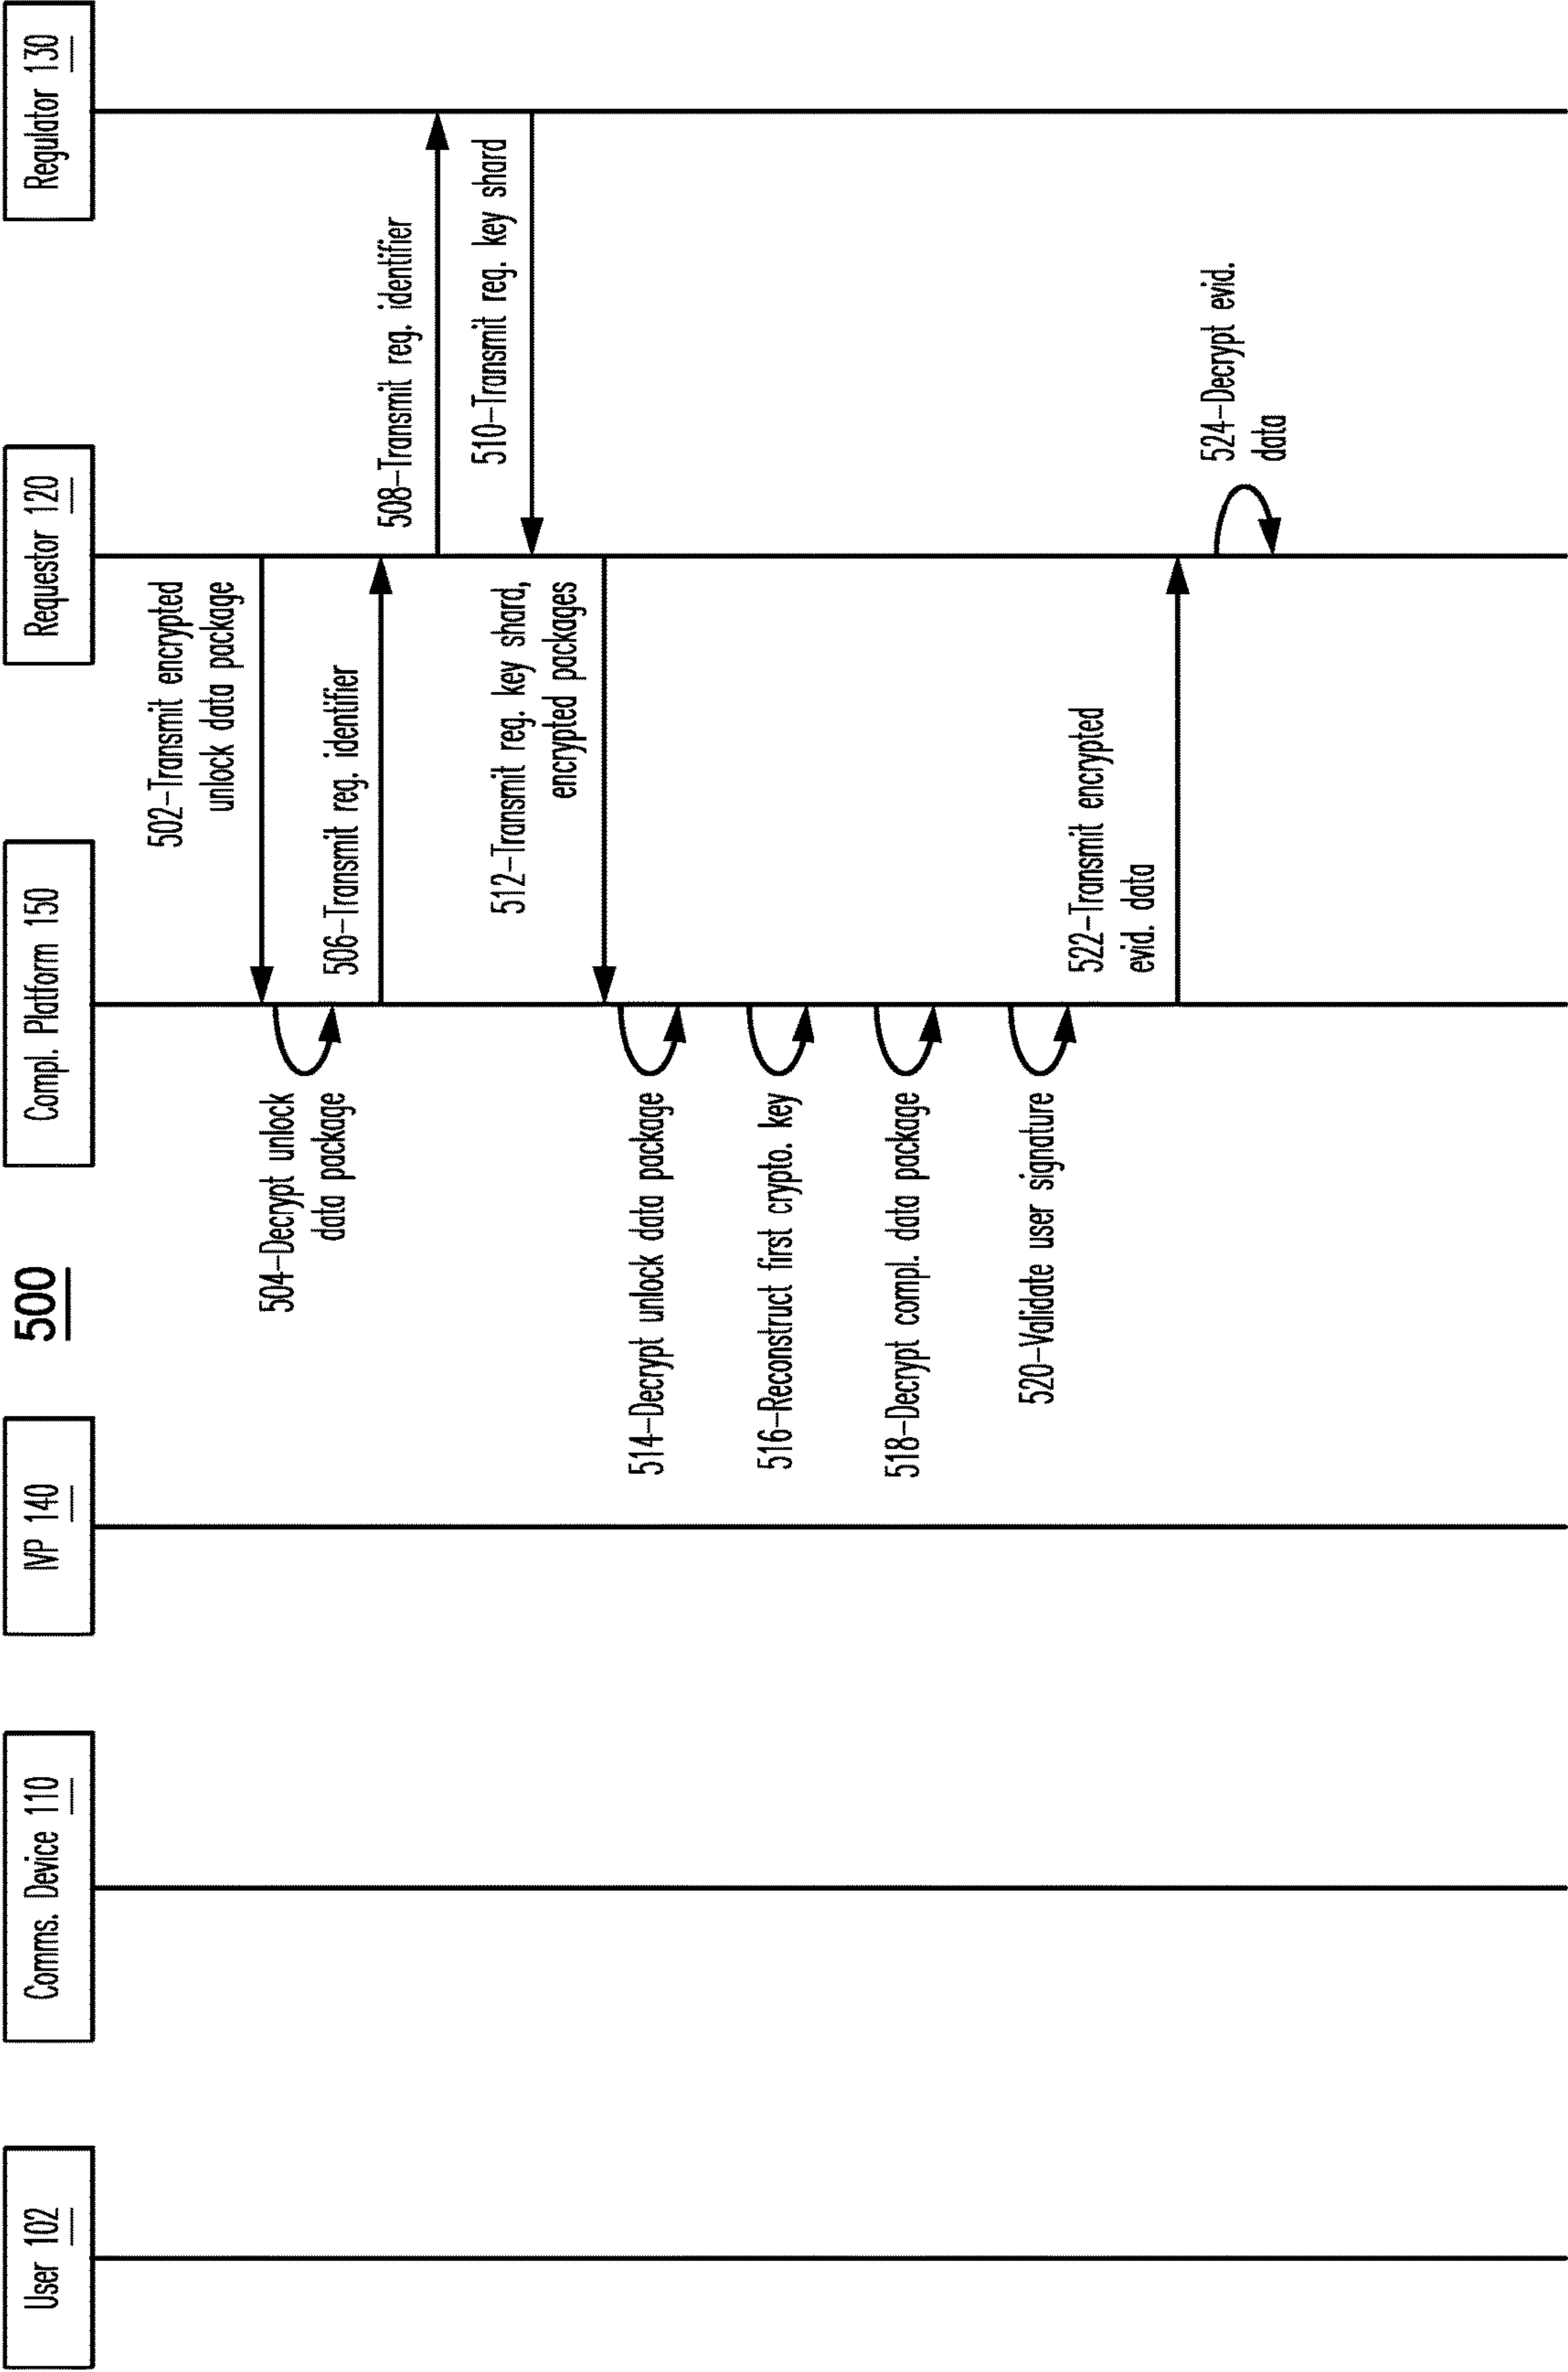 500
User 102
Comms. Device 110
IVP 140
Compl. Platform 150
Requestor 120
Regulator 130
502–Transmit encrypted
unlock data package
504–Decrypt unlock
data package
506–Transmit reg. identifier
508–Transmit reg. identifier
510–Transmit reg. key shard
512–Transmit reg. key shard,
encrypted packages
514–Decrypt unlock data package
516–Reconstruct first crypto. key
518–Decrypt compl. data package
520–Validate user signature
522–Transmit encrypted
evid. data
524–Decrypt evid.
data